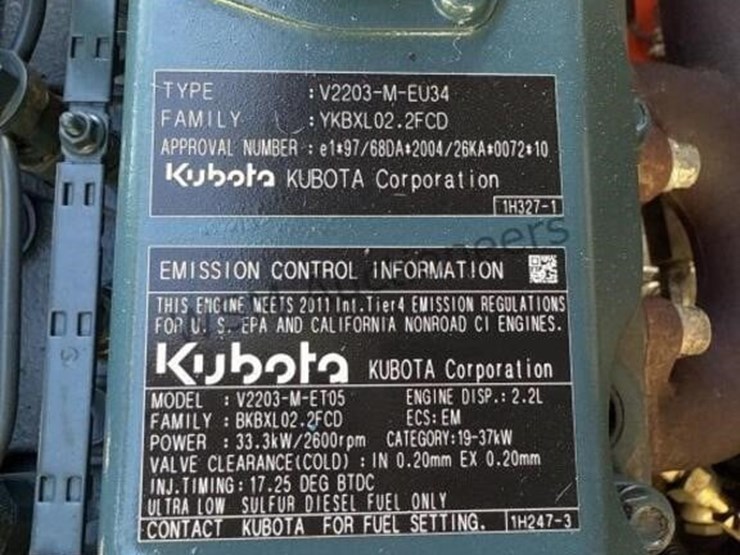 TYPE : V2203-M-EU34
FAMILY : YKBXL02.2FCD
APPROVAL NUMBER : e1*97/68DA*2004/26KA*0072*10
Kubota KUBOTA Corporation
1H327-1
EMISSION CONTROL INFORMATION
THIS ENGINE MEETS 2011 Int.Tier4 EMISSION REGULATIONS
FOR U. S. EPA AND CALIFORNIA NONROAD CI ENGINES.
Kubota KUBOTA Corporation
MODEL : V2203-M-ET05 ENGINE DISP.: 2.2L
FAMILY : BKBXL02.2FCD ECS: EM
POWER : 33.3kW/2600rpm CATEGORY:19-37kW
VALVE CLEARANCE(COLD) : IN 0.20mm EX 0.20mm
INJ.TIMING: 17.25 DEG BTDC
ULTRA LOW SULFUR DIESEL FUEL ONLY
CONTACT KUBOTA FOR FUEL SETTING. 1H247-3